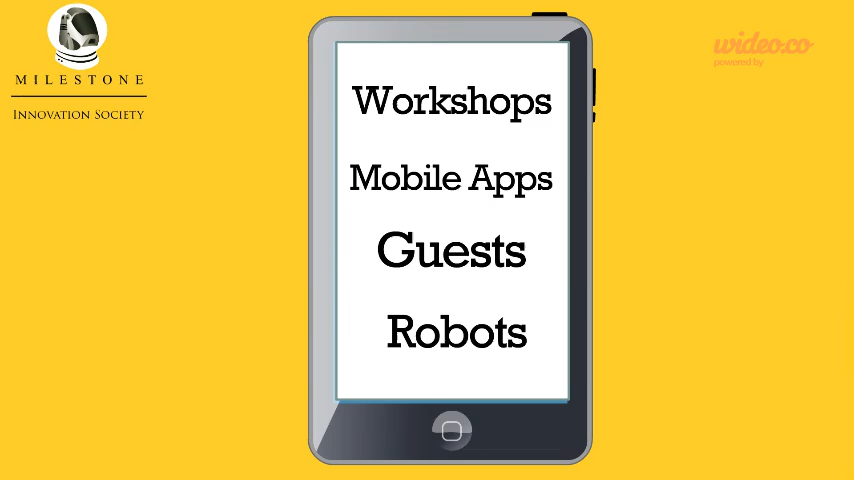 MILESTONE
INNOVATION SOCIETY
Workshops
Mobile Apps
Guests
Robots
wideo.co
powered by